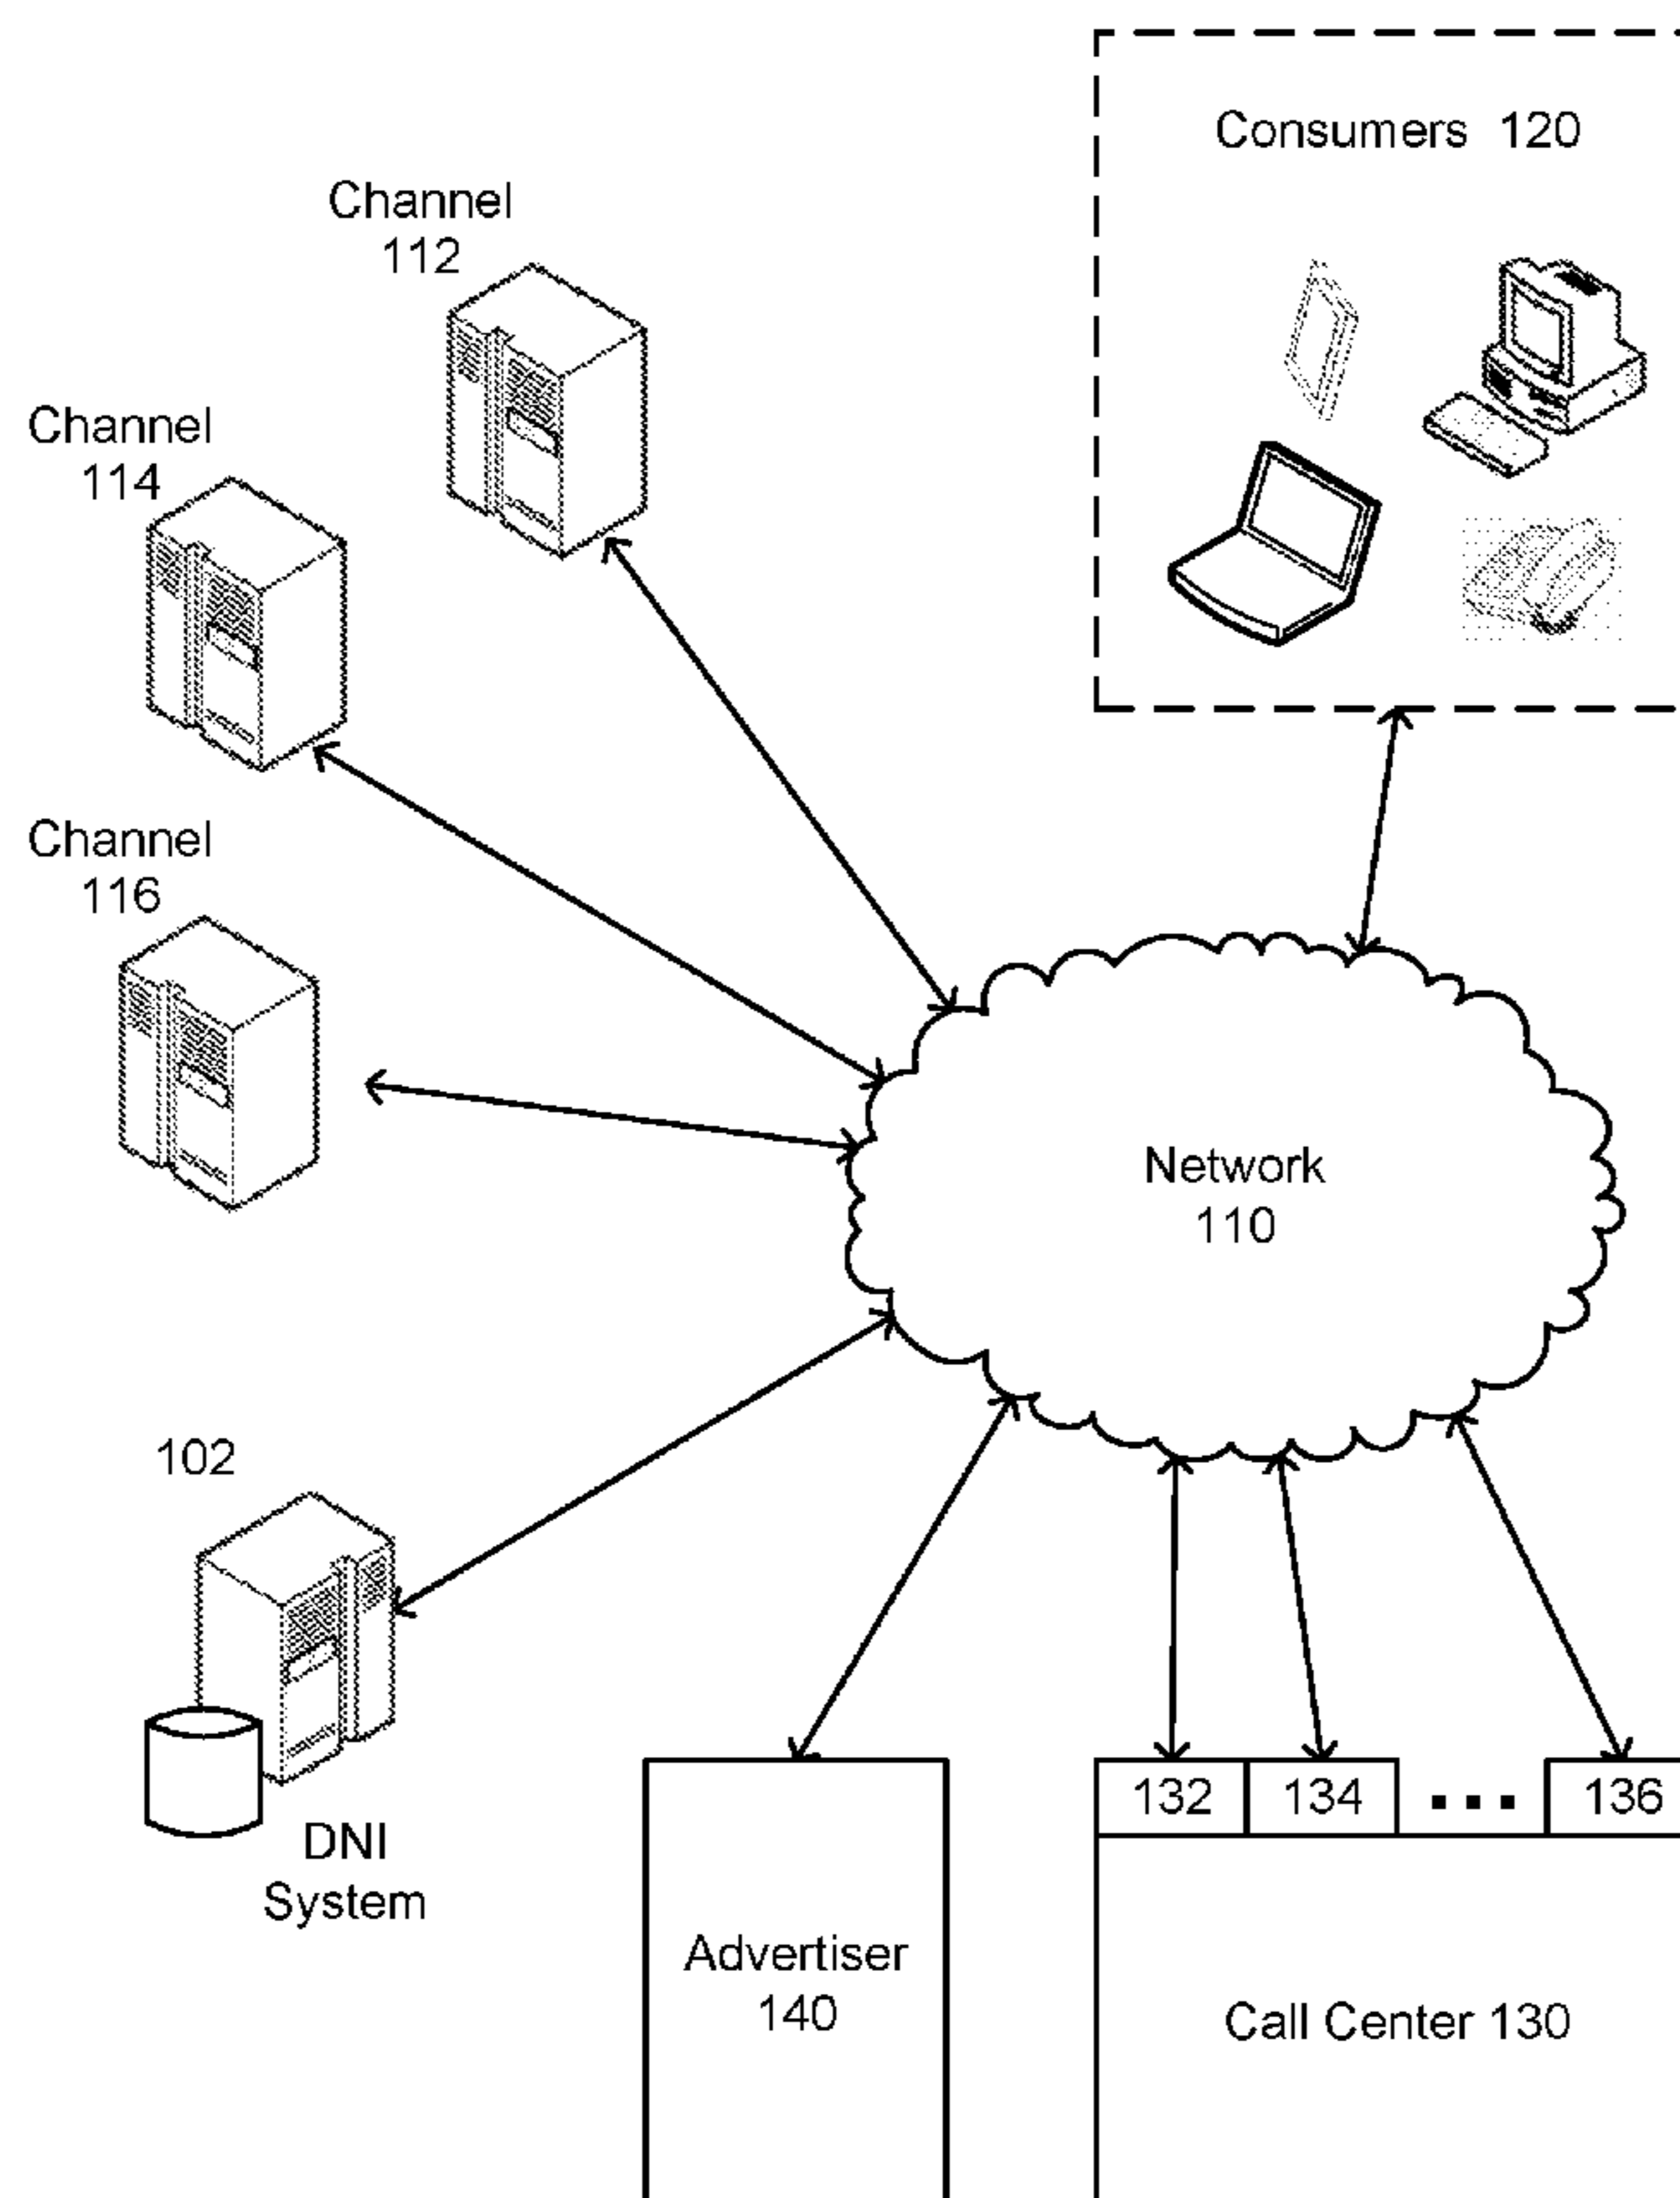 Consumers 120
Channel
112
Channel
114
Channel
116
Network
110
102
DNI
System
132
134
136
Advertiser
140
Call Center 130